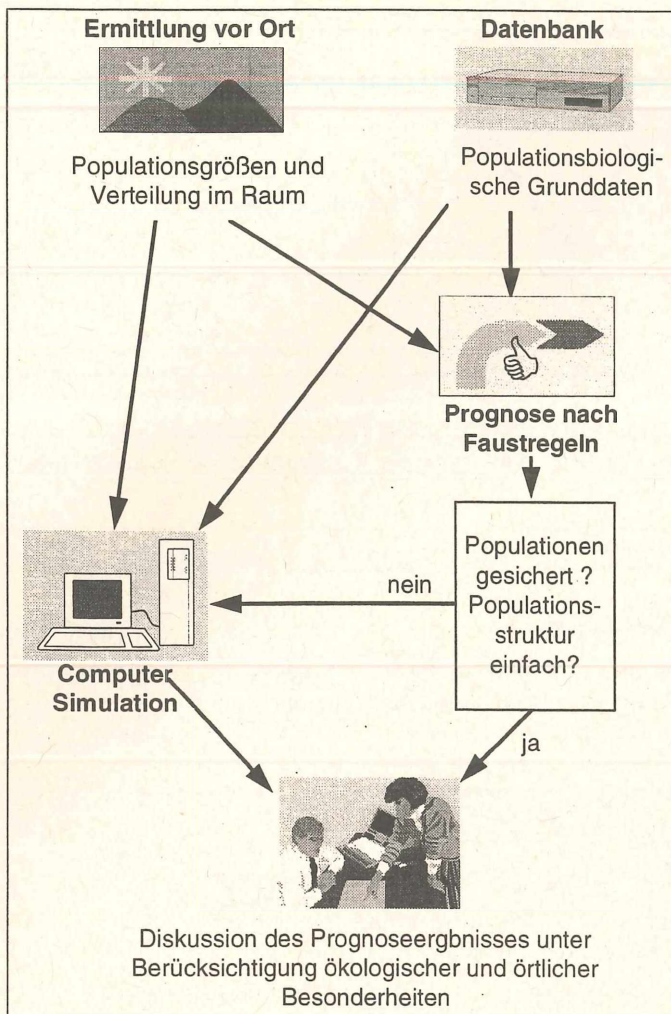 Ermittlung vor Ort
Populationsgrößen und
Verteilung im Raum
Datenbank
Populationsbiologi-
sche Grunddaten
Prognose nach
Faustregeln
Populationen
gesichert ?
Populations-
struktur
einfach?
nein
ja
Computer
Simulation
Diskussion des Prognoseergbnisses unter
Berücksichtigung ökologischer und örtlicher
Besonderheiten